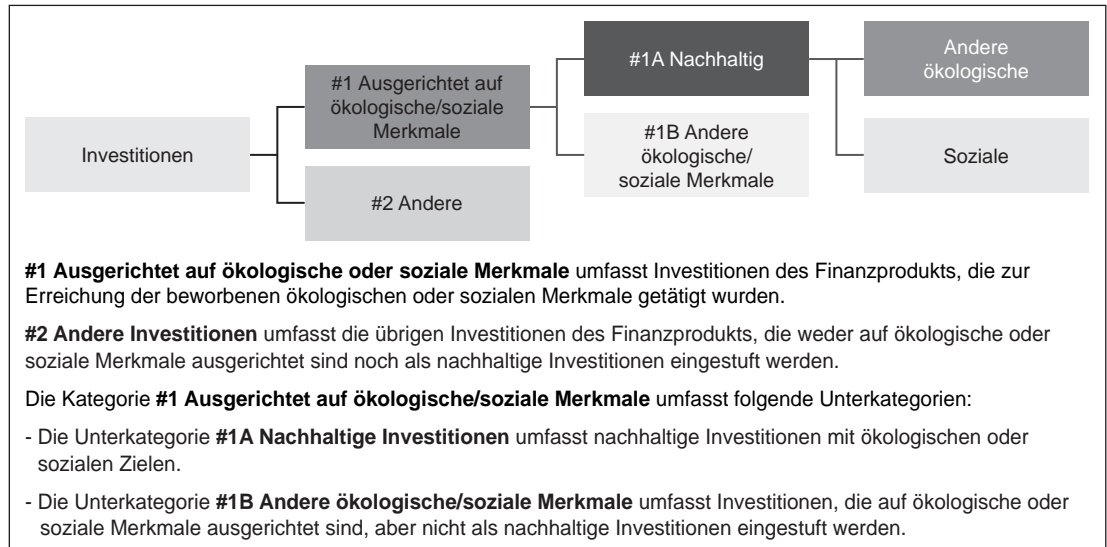 Investitionen
#1 Ausgerichtet auf
ökologische/soziale
Merkmale
#2 Andere
#1A Nachhaltig
#1B Andere
ökologische/
soziale Merkmale
Andere
ökologische
Soziale
#1 Ausgerichtet auf ökologische oder soziale Merkmale umfasst Investitionen des Finanzprodukts, die zur
Erreichung der beworbenen ökologischen oder sozialen Merkmale getätigt wurden.
#2 Andere Investitionen umfasst die übrigen Investitionen des Finanzprodukts, die weder auf ökologische oder
soziale Merkmale ausgerichtet sind noch als nachhaltige Investitionen eingestuft werden.
Die Kategorie #1 Ausgerichtet auf ökologische/soziale Merkmale umfasst folgende Unterkategorien:
- Die Unterkategorie #1A Nachhaltige Investitionen umfasst nachhaltige Investitionen mit ökologischen oder
sozialen Zielen.
- Die Unterkategorie #1B Andere ökologische/soziale Merkmale umfasst Investitionen, die auf ökologische oder
soziale Merkmale ausgerichtet sind, aber nicht als nachhaltige Investitionen eingestuft werden.